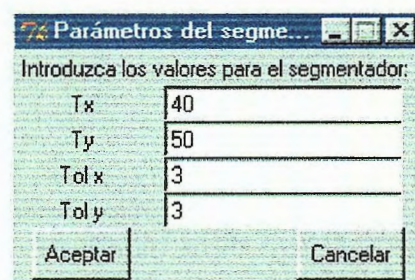 Parámetros del segme...
Introduzca los valores para el segmentador:
Tx 40
Ty 50
Tol x 3
Tol y 3
Aceptar Cancelar